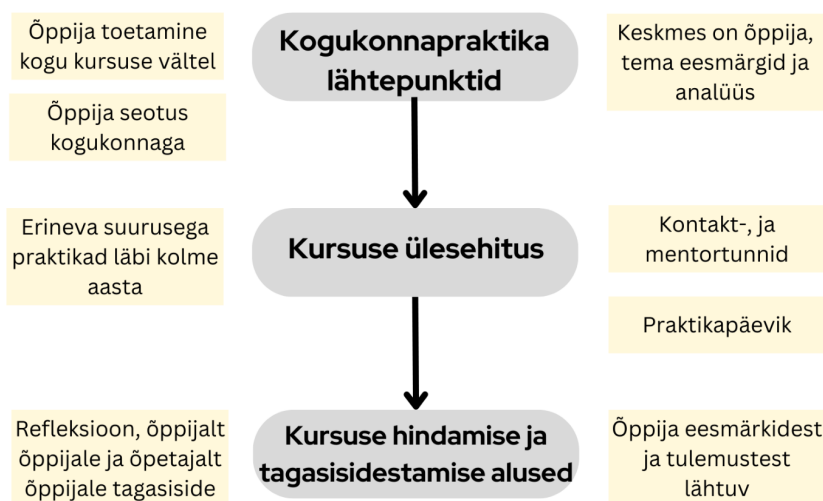 Õppija toetamine
kogu kursuse vältel
Kogukonnapraktika
lähtepunktid
Keskmes on õppija,
tema eesmärgid ja
analüüs
Õppija seotus
kogukonnaga
Erineva suurusega
praktikad läbi kolme
aasta
Kursuse ülesehitus
Kontakt-, ja
mentortunnid
Praktikapäevik
Refleksioon, õppijalt
õppijale ja õpetajalt
õppijale tagasiside
Kursuse hindamise ja
tagasisidestamise alused
Õppija eesmärkidest
ja tulemustest
lähtuv